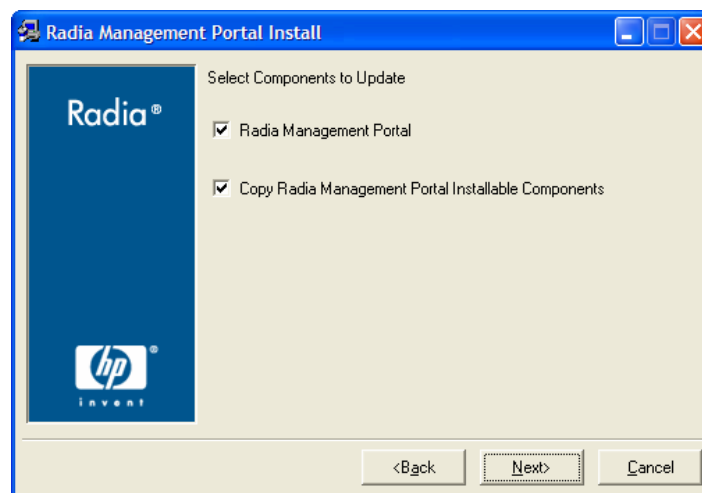 Radia Management Portal Install
Radia®
Select Components to Update
Radia Management Portal
Copy Radia Management Portal Installable Components
hp®
invent
<Back
Next>
Cancel